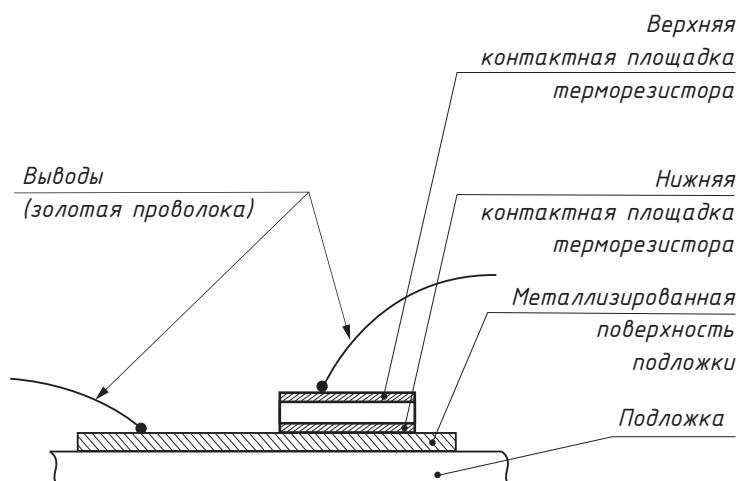 Верхняя
контактная площадка
терморезистора
Выводы
(золотая проволока)
Нижняя
контактная площадка
терморезистора
Металлизированная
поверхность
подложки
Подложка